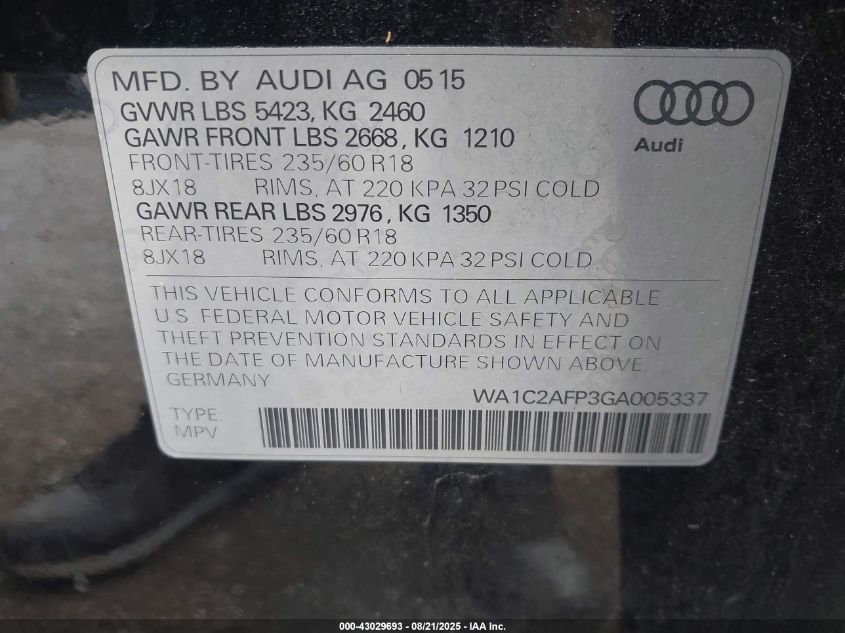 MFD. BY AUDI AG 05 15
GVWR LBS 5423, KG 2460
GAWR FRONT LBS 2668, KG 1210
FRONT-TIRES 235/60 R18
8JX18 RIMS, AT 220 KPA 32 PSI COLD
GAWR REAR LBS 2976, KG 1350
REAR-TIRES 235/60 R18
8JX18 RIMS, AT 220 KPA 32 PSI COLD
Audi
THIS VEHICLE CONFORMS TO ALL APPLICABLE
U.S. FEDERAL MOTOR VEHICLE SAFETY AND
THEFT PREVENTION STANDARDS IN EFFECT ON
THE DATE OF MANUFACTURE SHOWN ABOVE.
GERMANY
WA1C2AFP3GA005337
TYPE:
MPV
000-43029693 - 08/21/2025 - IAA Inc.